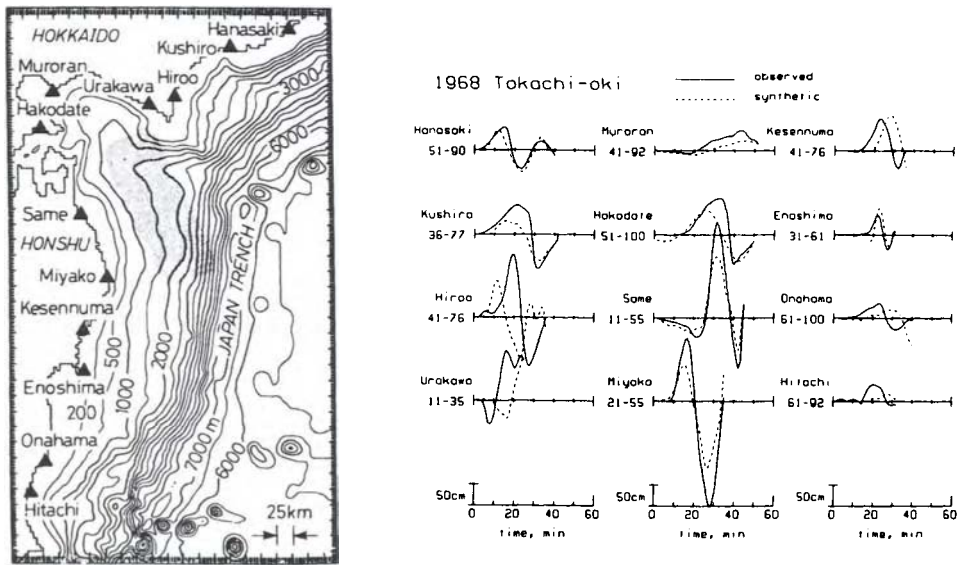 HOKKAIDO
Hanasaki
Kushiro
Hiroo
Muroran
Urakawa
Hakodate
3000
6000
Same
HONSHU
Miyako
Kesennuma
Enoshima
Onahama
Hitachi
200
500
1000
2000
7000m
6000
JAPAN TRENCH
25km
1968 Tokachi-oki
observed
synthetic
Hanasaki
51-90
Muroran
41-92
Kesennuma
41-76
Kushiro
36-77
Hakodate
51-100
Enoshima
31-61
Hiroo
41-76
Same
11-55
Onahama
61-100
Urakawa
11-35
Miyako
21-55
Hitachi
61-92
50cm
50cm
50cm
0 20 40 60
0 20 40 60
0 20 40 60
time, min
time, min
time, min